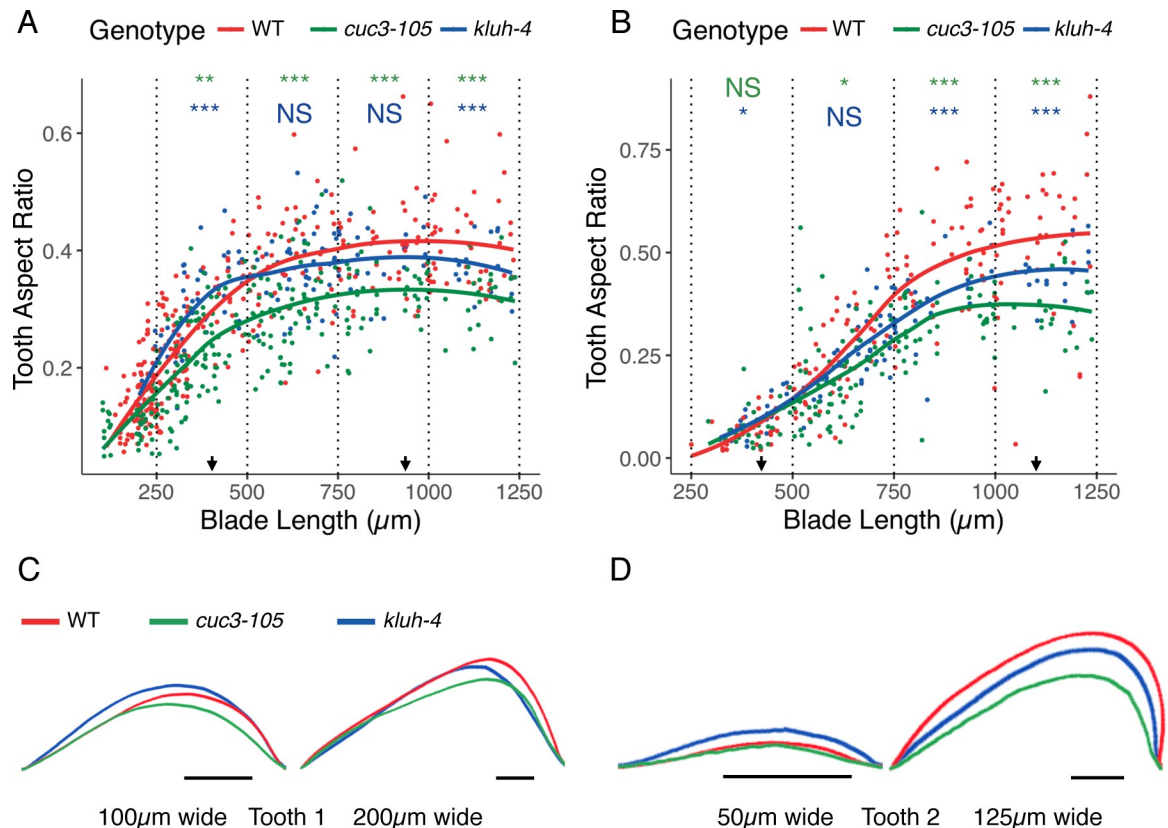 A
Genotype WT cuc3-105 kluh-4
** *** *** ***
*** NS NS ***
0.6
0.4
0.2
Tooth Aspect Ratio
250 500 750 1000 1250
Blade Length (µm)
B
Genotype WT cuc3-105 kluh-4
NS * *** ***
* NS *** ***
0.75
0.50
0.25
0.00
Tooth Aspect Ratio
250 500 750 1000 1250
Blade Length (µm)
C
WT cuc3-105 kluh-4
100µm wide Tooth 1 200µm wide
D
50µm wide Tooth 2 125µm wide